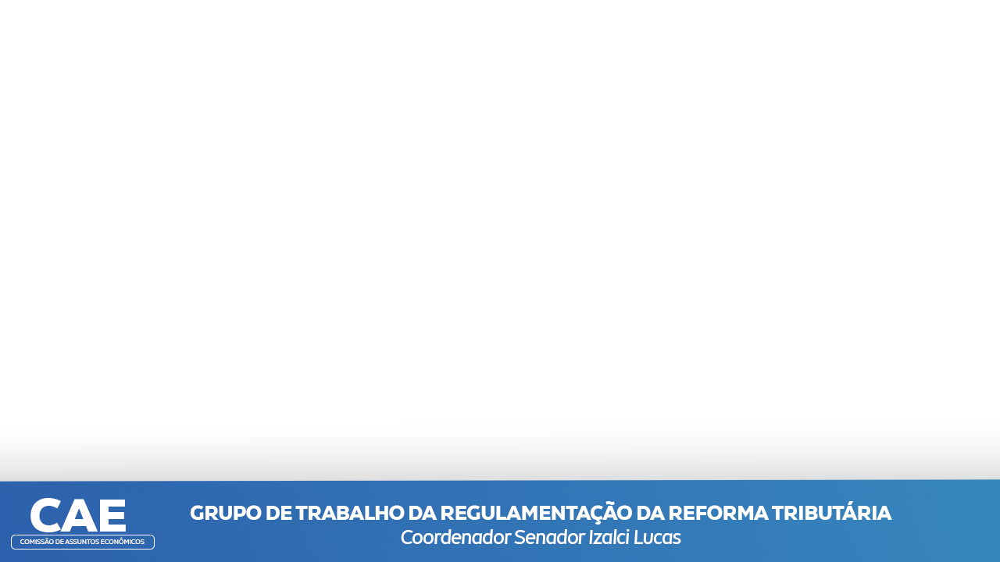 CAE
COMISSÃO DE ASSUNTOS ECONÔMICOS
GRUPO DE TRABALHO DA REGULAMENTAÇÃO DA REFORMA TRIBUTÁRIA
Coordenador Senador Izalci Lucas